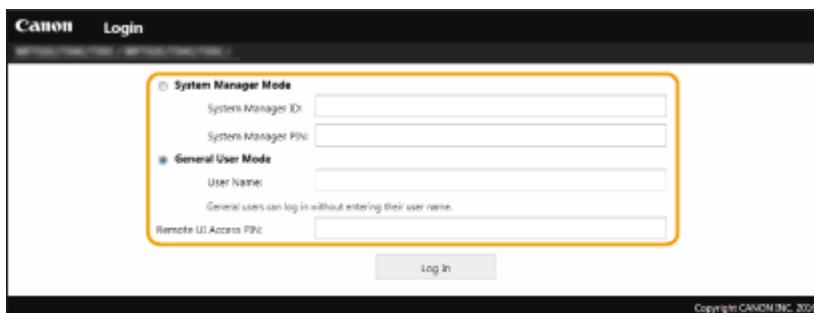 Canon Login
System Manager Mode
System Manager ID:
System Manager PIN:
General User Mode
User Name:
General users can log in without entering their user name.
Remote UI Access PIN:
Log In
Copyright CANON INC.